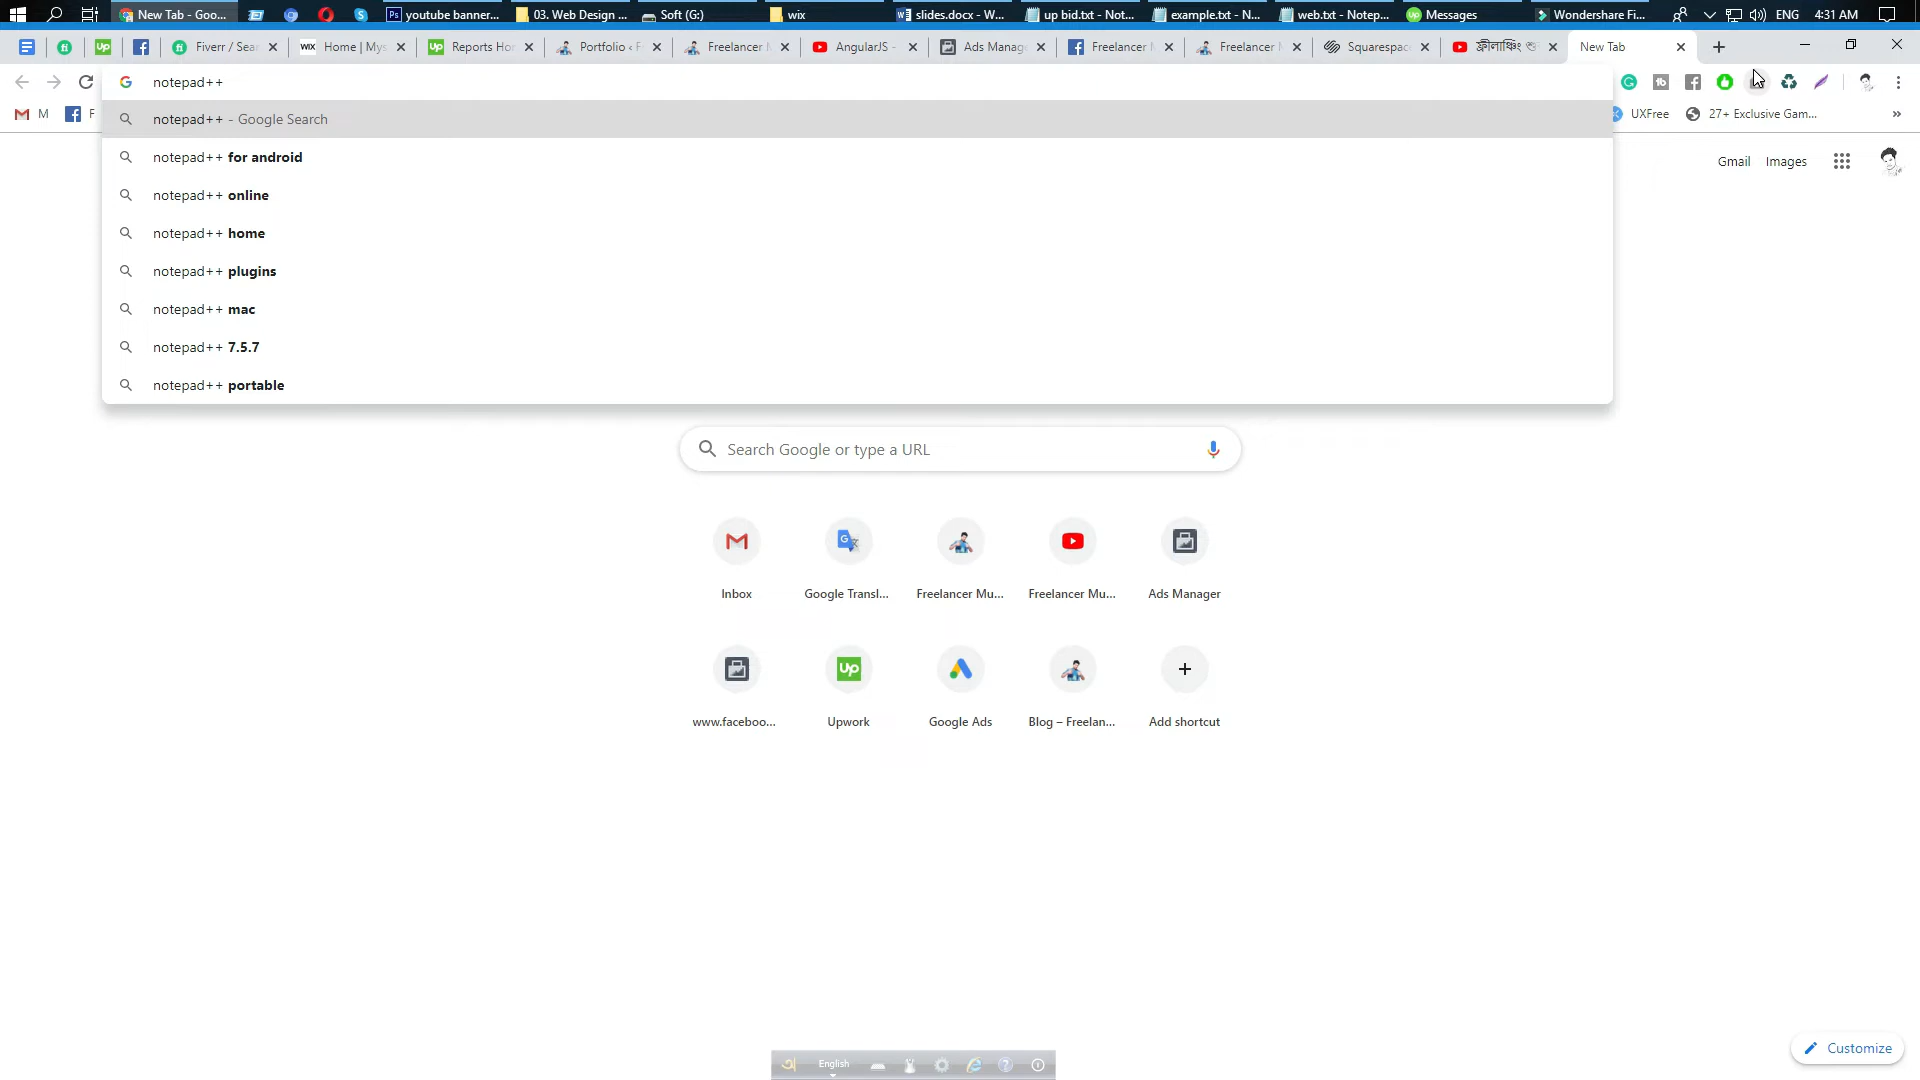 New Tab - Goo...
youtube banner...
03. Web Design ...
Soft (G:)
wix
slides.docx - W...
up bid.txt - Not...
example.txt - N...
web.txt - Notep...
Messages
Wondershare Fi...
ENG
4:31 AM
Fiverr / Sear
Home | Mys
Reports Hor
Portfolio ‹ F
Freelancer M
AngularJS -
Ads Manag
Freelancer M
Freelancer M
Squarespac
ফ্রীলাঞ্চিং শু
New Tab
notepad++
M
F
UXFree
27+ Exclusive Gam...
»
notepad++ - Google Search
notepad++ for android
notepad++ online
notepad++ home
notepad++ plugins
notepad++ mac
notepad++ 7.5.7
notepad++ portable
Gmail
Images
Search Google or type a URL
Inbox
Google Transl...
Freelancer Mu...
Freelancer Mu...
Ads Manager
www.faceboo...
Upwork
Google Ads
Blog – Freelan...
Add shortcut
Customize
English